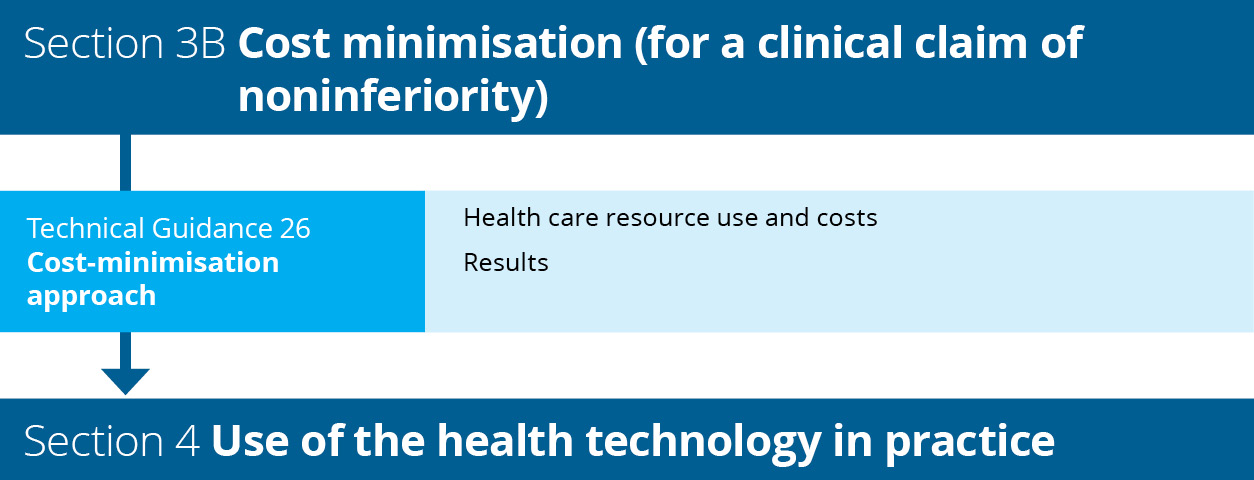 Section 3B Cost minimisation (for a clinical claim of
noninferiority)
Technical Guidance 26
Cost-minimisation
approach
Health care resource use and costs
Results
Section 4 Use of the health technology in practice